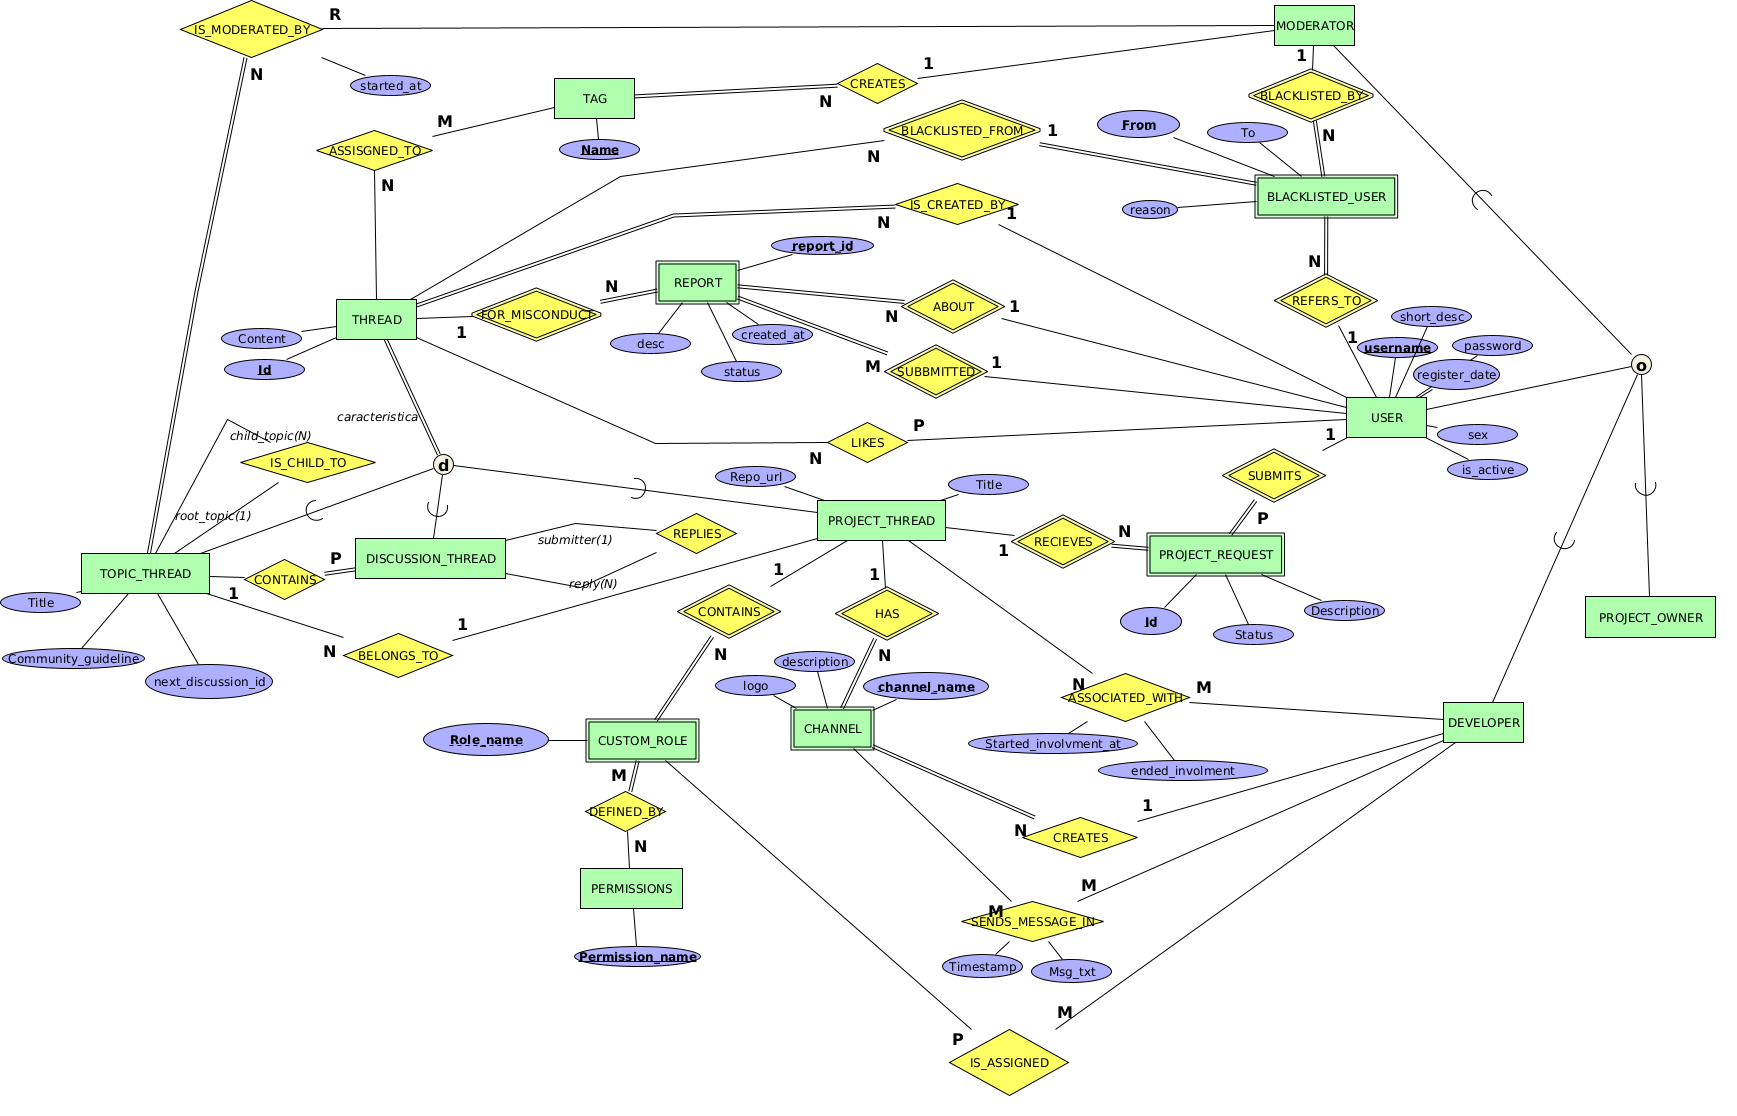 R
IS_MODERATED_BY
MODERATOR
1
1
N
started_at
CREATES
TAG
N
BLACKLISTED_BY
M
From
To
N
BLACKLISTED_FROM
1
ASSISGNED_TO
Name
N
N
BLACKLISTED_USER
IS_CREATED_BY
reason
1
N
report_id
N
REPORT
N
REFERS_TO
THREAD
FOR_MISCONDUCT
ABOUT
1
N
short_desc
1
Content
desc
created_at
1
username
password
Id
status
M
SUBBMITTED
1
register_date
o
caracteristica
USER
P
child_topic(N)
LIKES
1
sex
N
IS_CHILD_TO
d
is_active
Repo_url
Title
SUBMITS
root_topic(1)
PROJECT_THREAD
P
submitter(1)
REPLIES
N
RECIEVES
1
P
DISCUSSION_THREAD
PROJECT_REQUEST
TOPIC_THREAD
CONTAINS
1
1
reply(N)
1
Title
CONTAINS
HAS
Id
Description
PROJECT_OWNER
1
Status
N
BELONGS_TO
N
N
Community_guideline
description
next_discussion_id
logo
channel_name
N
ASSOCIATED_WITH
M
DEVELOPER
Role_name
CUSTOM_ROLE
CHANNEL
Started_involvment_at
M
ended_involment
DEFINED_BY
1
N
CREATES
N
PERMISSIONS
M
M
SENDS_MESSAGE_IN
Permission_name
Timestamp
Msg_txt
M
P
IS_ASSIGNED